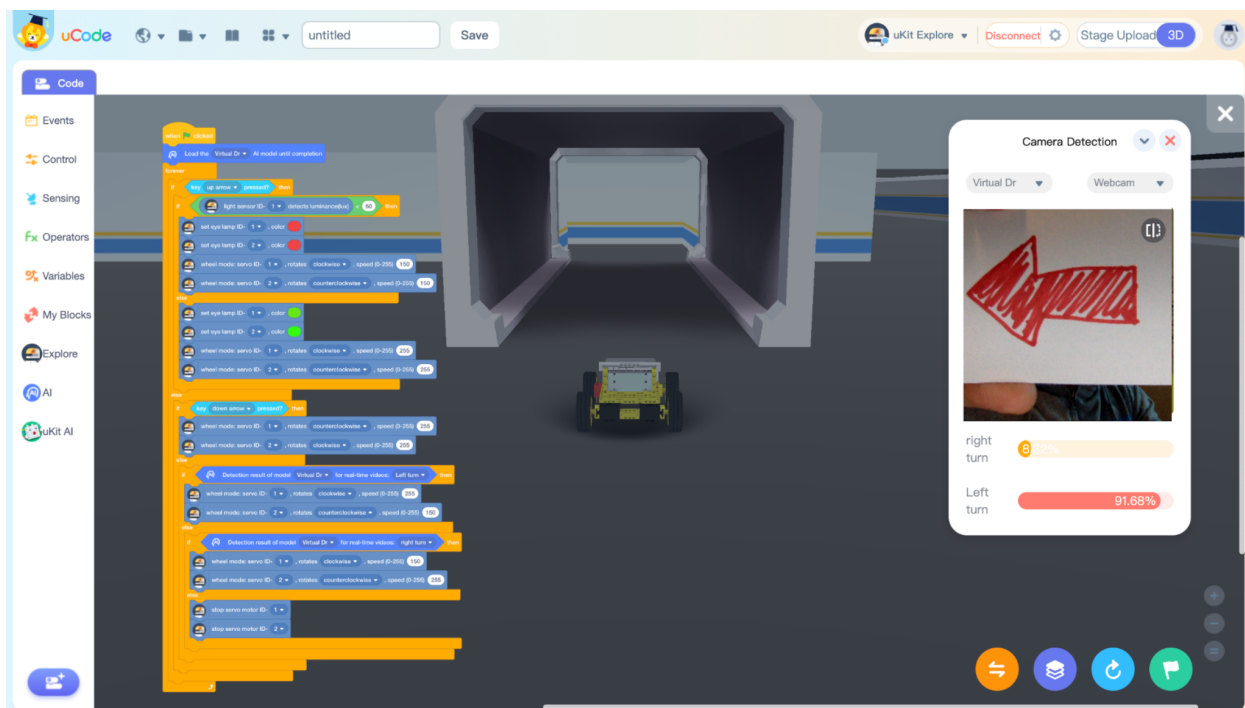 uCode
untitled
Save
uKit Explore
Disconnect
Stage Upload
3D
Code
Events
Control
Sensing
Operators
Variables
My Blocks
Explore
AI
uKit AI
when clicked
Load the Virtual Dr AI model until completion
forever
if key up arrow pressed? then
if light sensor ID- 1 detects luminance(lux) 60 then
set eye lamp ID- 1 , color
set eye lamp ID- 2 , color
wheel mode: servo ID- 1 , rotates clockwise , speed (0-255) 150
wheel mode: servo ID- 2 , rotates counterclockwise , speed (0-255) 150
else
set eye lamp ID- 1 , color
set eye lamp ID- 2 , color
wheel mode: servo ID- 1 , rotates clockwise , speed (0-255) 255
wheel mode: servo ID- 2 , rotates counterclockwise , speed (0-255) 255
else
if key down arrow pressed? then
wheel mode: servo ID- 1 , rotates counterclockwise , speed (0-255) 255
wheel mode: servo ID- 2 , rotates clockwise , speed (0-255) 255
else
if Detection result of model Virtual Dr for real-time videos: Left turn then
wheel mode: servo ID- 1 , rotates clockwise , speed (0-255) 255
wheel mode: servo ID- 2 , rotates counterclockwise , speed (0-255) 150
else
if Detection result of model Virtual Dr for real-time videos: right turn then
wheel mode: servo ID- 1 , rotates clockwise , speed (0-255) 150
wheel mode: servo ID- 2 , rotates counterclockwise , speed (0-255) 255
else
stop servo motor ID- 1
stop servo motor ID- 2
Camera Detection
Virtual Dr
Webcam
right
turn
8.32%
Left
turn
91.68%